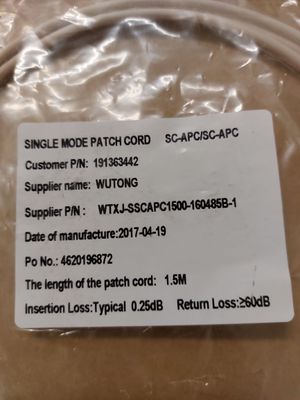 SINGLE MODE PATCH CORD SC-APC/SC-APC
Customer P/N: 191363442
Supplier name: WUTONG
Supplier P/N : WTXJ-SSCAPC1500-160485B-1
Date of manufacture:2017-04-19
Po No.: 4620196872
The length of the patch cord: 1.5M
Insertion Loss:Typical 0.25dB Return Loss:≥60dB